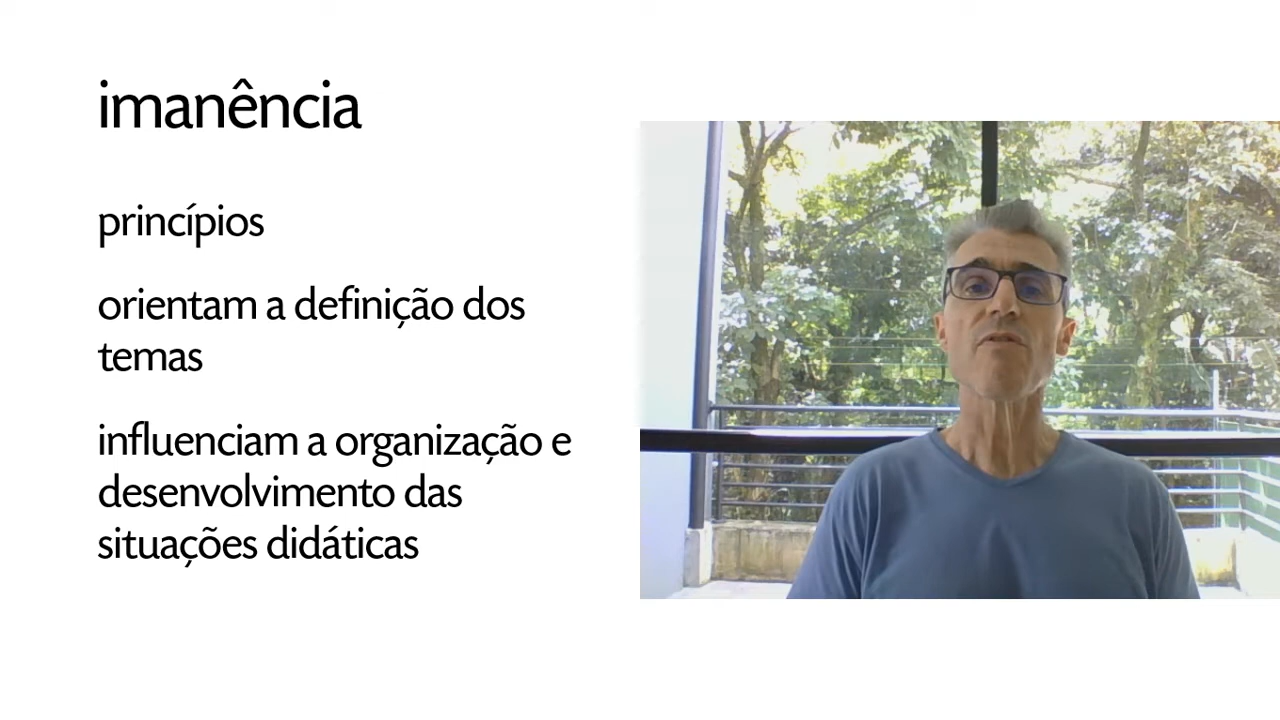 imanência
princípios
orientam a definição dos
temas
influenciam a organização e
desenvolvimento das
situações didáticas